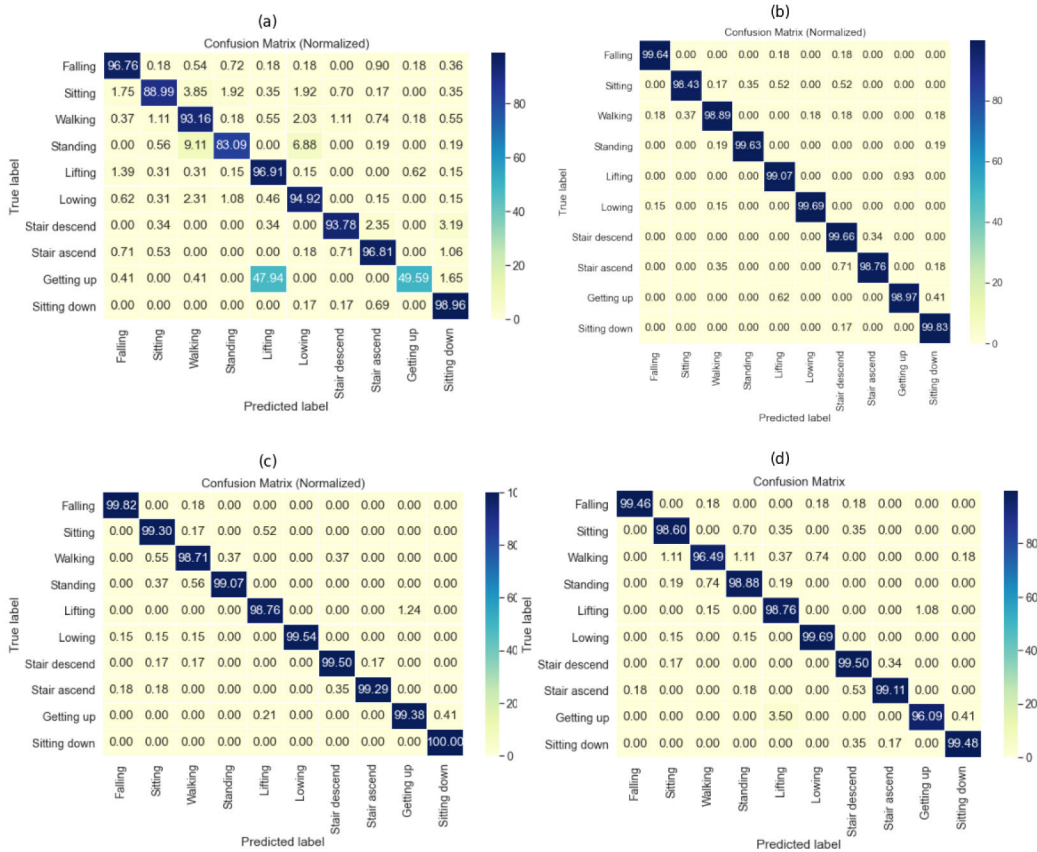 (a)
Confusion Matrix (Normalized)
Falling 96.76 0.18 0.54 0.72 0.18 0.18 0.00 0.90 0.18 0.36
Sitting 1.75 88.99 3.85 1.92 0.35 1.92 0.70 0.17 0.00 0.35
Walking 0.37 1.11 93.16 0.18 0.55 2.03 1.11 0.74 0.18 0.55
Standing 0.00 0.56 9.11 83.09 0.00 6.88 0.00 0.19 0.00 0.19
Lifting 1.39 0.31 0.31 0.15 96.91 0.15 0.00 0.00 0.62 0.15
Lowing 0.62 0.31 2.31 1.08 0.46 94.92 0.00 0.15 0.00 0.15
Stair descend 0.00 0.34 0.00 0.00 0.34 0.00 93.78 2.35 0.00 3.19
Stair ascend 0.71 0.53 0.00 0.00 0.00 0.18 0.71 96.81 0.00 1.06
Getting up 0.41 0.00 0.41 0.00 47.94 0.00 0.00 0.00 49.59 1.65
Sitting down 0.00 0.00 0.00 0.00 0.00 0.17 0.17 0.69 0.00 98.96
Falling Sitting Walking Standing Lifting Lowing Stair descend Stair ascend Getting up Sitting down
Predicted label
True label
80
60
40
20
0
(b)
Confusion Matrix (Normalized)
Falling 99.64 0.00 0.00 0.00 0.18 0.00 0.18 0.00 0.00 0.00
Sitting 0.00 98.43 0.17 0.35 0.52 0.00 0.52 0.00 0.00 0.00
Walking 0.18 0.37 98.89 0.00 0.00 0.18 0.18 0.00 0.00 0.18
Standing 0.00 0.00 0.19 99.63 0.00 0.00 0.00 0.00 0.00 0.19
Lifting 0.00 0.00 0.00 0.00 99.07 0.00 0.00 0.00 0.93 0.00
Lowing 0.15 0.00 0.15 0.00 0.00 99.69 0.00 0.00 0.00 0.00
Stair descend 0.00 0.00 0.00 0.00 0.00 0.00 99.66 0.34 0.00 0.00
Stair ascend 0.00 0.00 0.35 0.00 0.00 0.00 0.71 98.76 0.00 0.18
Getting up 0.00 0.00 0.00 0.00 0.62 0.00 0.00 0.00 98.97 0.41
Sitting down 0.00 0.00 0.00 0.00 0.00 0.00 0.17 0.00 0.00 99.83
Falling Sitting Walking Standing Lifting Lowing Stair descend Stair ascend Getting up Sitting down
Predicted label
True label
80
60
40
20
0
(c)
Confusion Matrix (Normalized)
Falling 99.82 0.00 0.18 0.00 0.00 0.00 0.00 0.00 0.00 0.00
Sitting 0.00 99.30 0.17 0.00 0.52 0.00 0.00 0.00 0.00 0.00
Walking 0.00 0.55 98.71 0.37 0.00 0.00 0.37 0.00 0.00 0.00
Standing 0.00 0.37 0.56 99.07 0.00 0.00 0.00 0.00 0.00 0.00
Lifting 0.00 0.00 0.00 0.00 98.76 0.00 0.00 0.00 1.24 0.00
Lowing 0.15 0.15 0.15 0.00 0.00 99.54 0.00 0.00 0.00 0.00
Stair descend 0.00 0.17 0.17 0.00 0.00 0.00 99.50 0.17 0.00 0.00
Stair ascend 0.18 0.18 0.00 0.00 0.00 0.00 0.35 99.29 0.00 0.00
Getting up 0.00 0.00 0.00 0.00 0.21 0.00 0.00 0.00 99.38 0.41
Sitting down 0.00 0.00 0.00 0.00 0.00 0.00 0.00 0.00 0.00 100.00
Falling Sitting Walking Standing Lifting Lowing Stair descend Stair ascend Getting up Sitting down
Predicted label
True label
80
60
40
20
0
(d)
Confusion Matrix
Falling 99.46 0.00 0.18 0.00 0.00 0.18 0.18 0.00 0.00 0.00
Sitting 0.00 98.60 0.00 0.70 0.35 0.00 0.35 0.00 0.00 0.00
Walking 0.00 1.11 96.49 1.11 0.37 0.74 0.00 0.00 0.00 0.18
Standing 0.00 0.19 0.74 98.88 0.19 0.00 0.00 0.00 0.00 0.00
Lifting 0.00 0.00 0.15 0.00 98.76 0.00 0.00 0.00 1.08 0.00
Lowing 0.00 0.15 0.00 0.15 0.00 99.69 0.00 0.00 0.00 0.00
Stair descend 0.00 0.17 0.00 0.00 0.00 0.00 99.50 0.34 0.00 0.00
Stair ascend 0.18 0.00 0.00 0.18 0.00 0.00 0.53 99.11 0.00 0.00
Getting up 0.00 0.00 0.00 0.00 3.50 0.00 0.00 0.00 96.09 0.41
Sitting down 0.00 0.00 0.00 0.00 0.00 0.00 0.35 0.17 0.00 99.48
Falling Sitting Walking Standing Lifting Lowing Stair descend Stair ascend Getting up Sitting down
Predicted label
True label
80
60
40
20
0